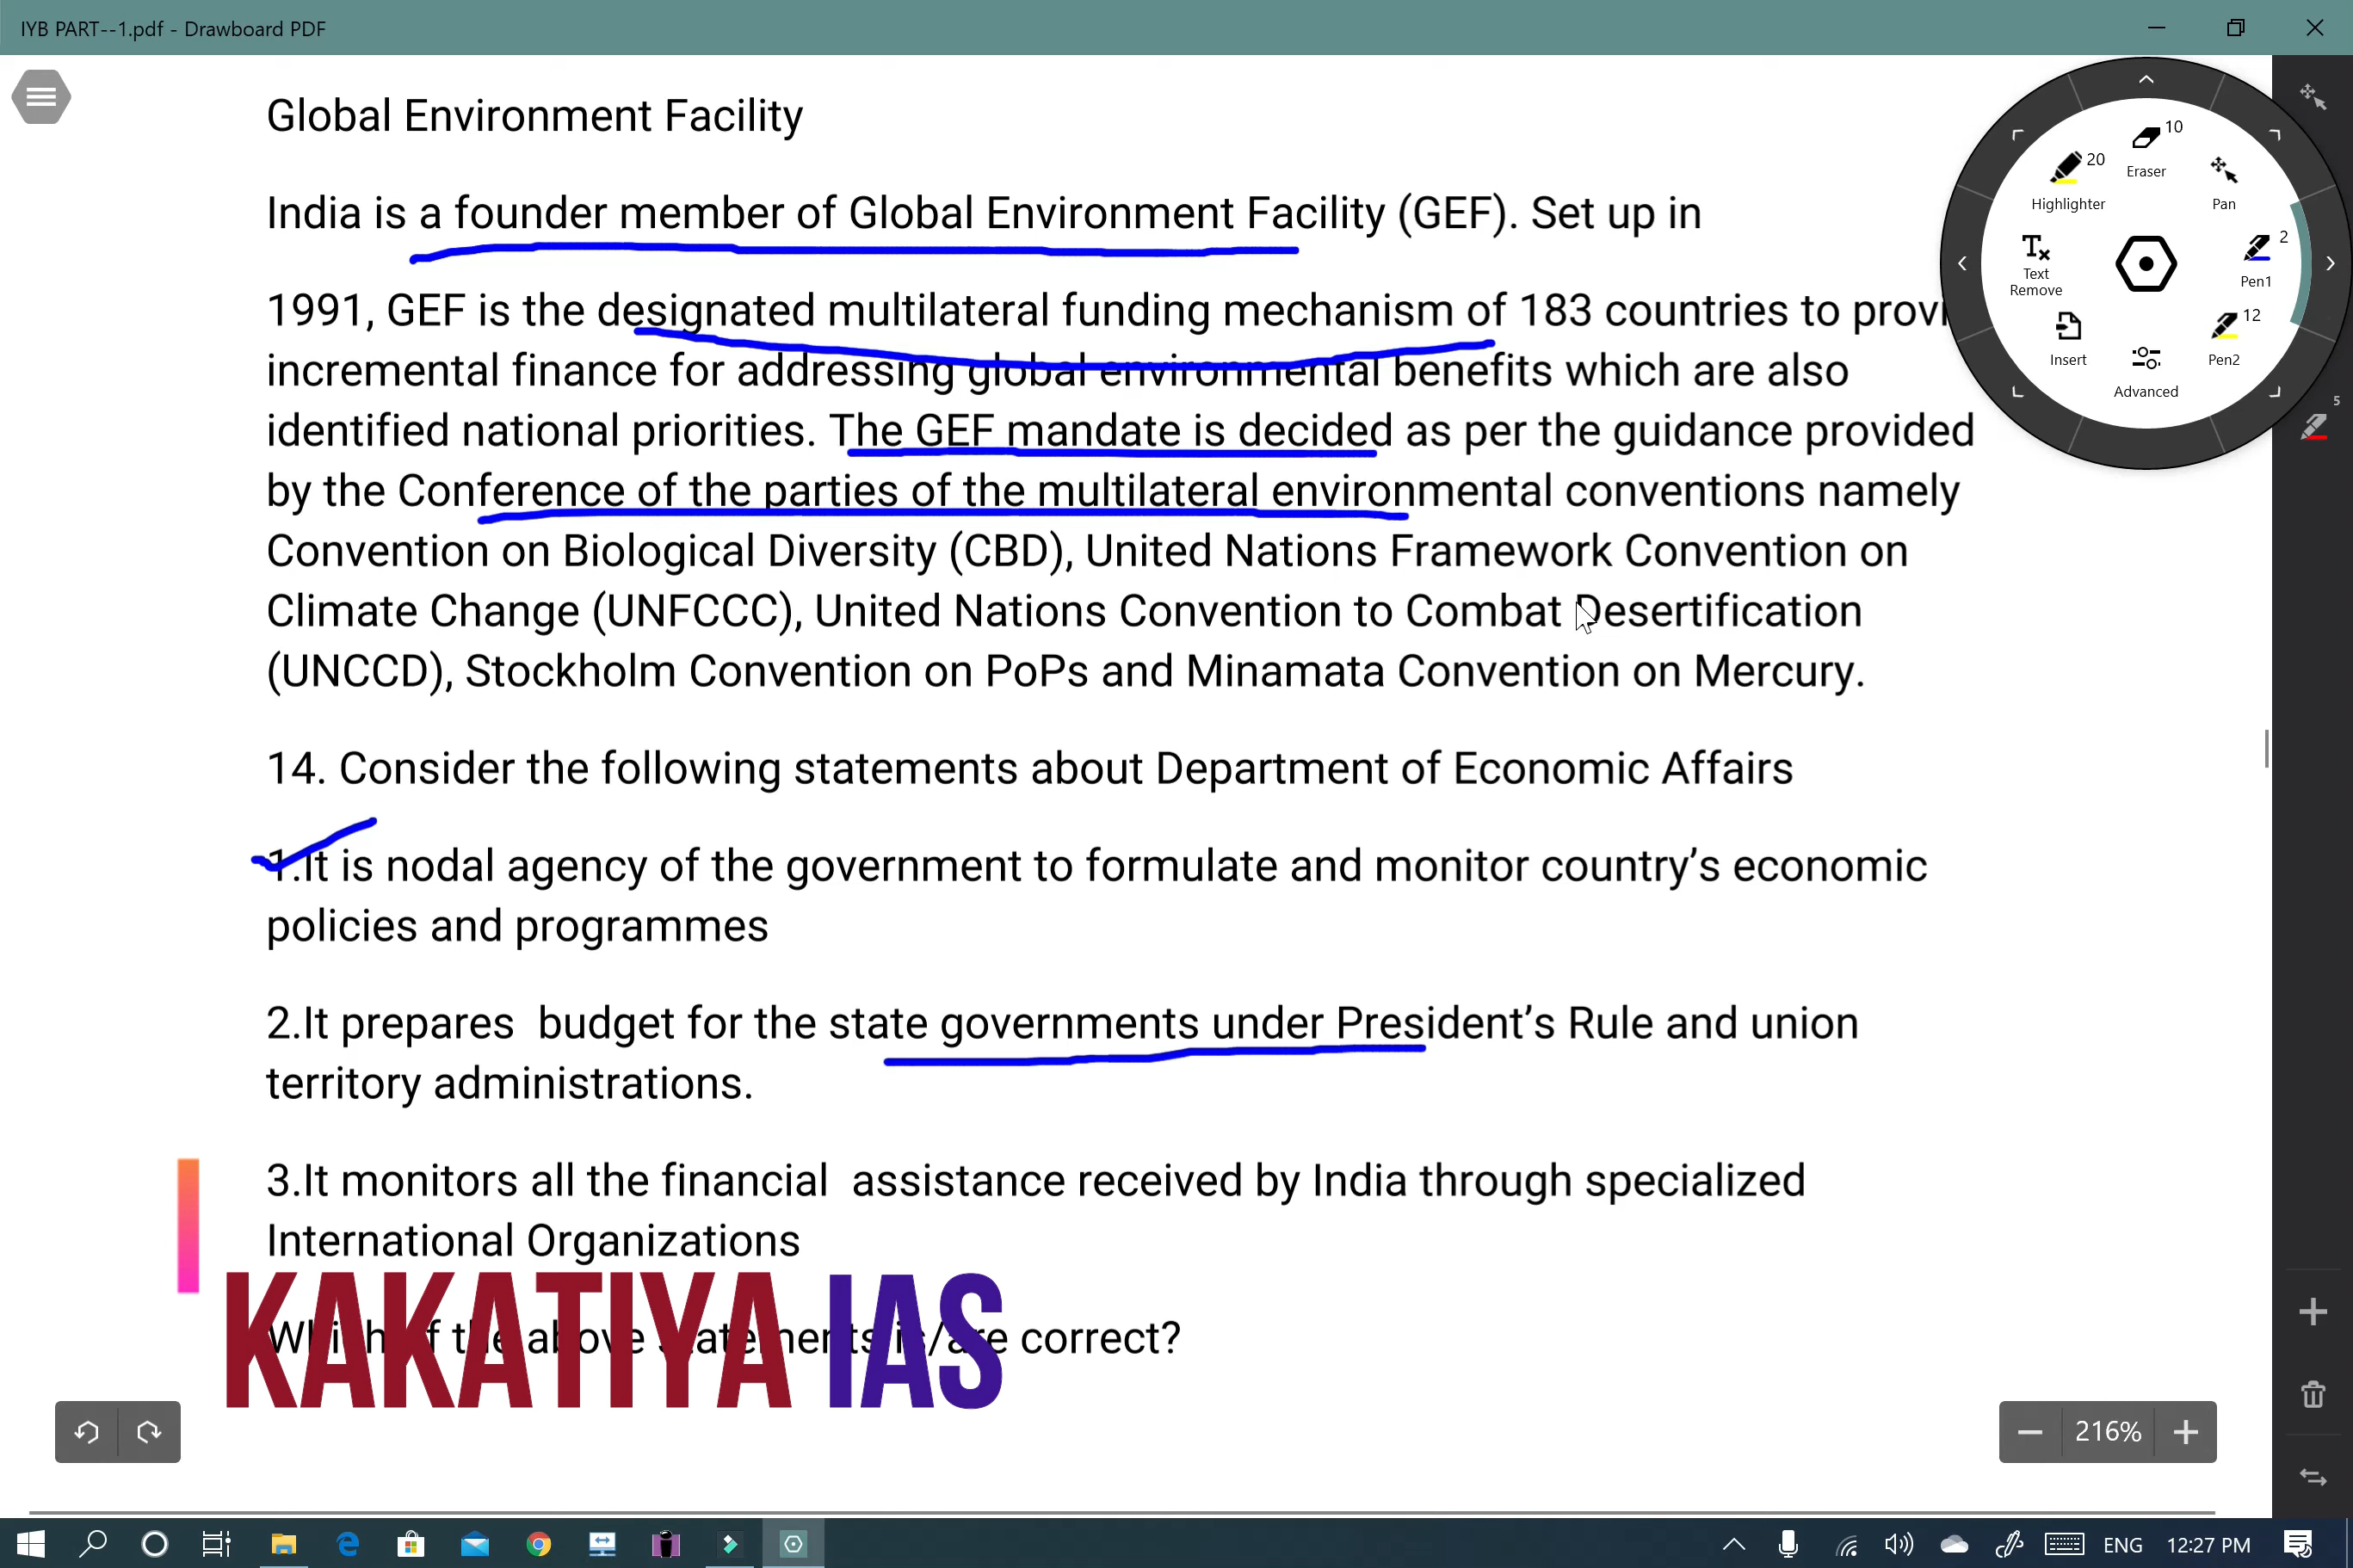 IYB PART--1.pdf - Drawboard PDF
Global Environment Facility
India is a founder member of Global Environment Facility (GEF). Set up in
1991, GEF is the designated multilateral funding mechanism of 183 countries to provi
incremental finance for addressing global environmental benefits which are also
identified national priorities. The GEF mandate is decided as per the guidance provided
by the Conference of the parties of the multilateral environmental conventions namely
Convention on Biological Diversity (CBD), United Nations Framework Convention on
Climate Change (UNFCCC), United Nations Convention to Combat Desertification
(UNCCD), Stockholm Convention on PoPs and Minamata Convention on Mercury.
14. Consider the following statements about Department of Economic Affairs
1.It is nodal agency of the government to formulate and monitor country’s economic
policies and programmes
2.It prepares  budget for the state governments under President’s Rule and union
territory administrations.
3.It monitors all the financial  assistance received by India through specialized
International Organizations
Which of the above statements is/are correct?
KAKATIYA IAS
10
Eraser
20
Highlighter
Pan
Text
Remove
2
Pen1
Insert
12
Pen2
Advanced
5
216%
ENG
12:27 PM